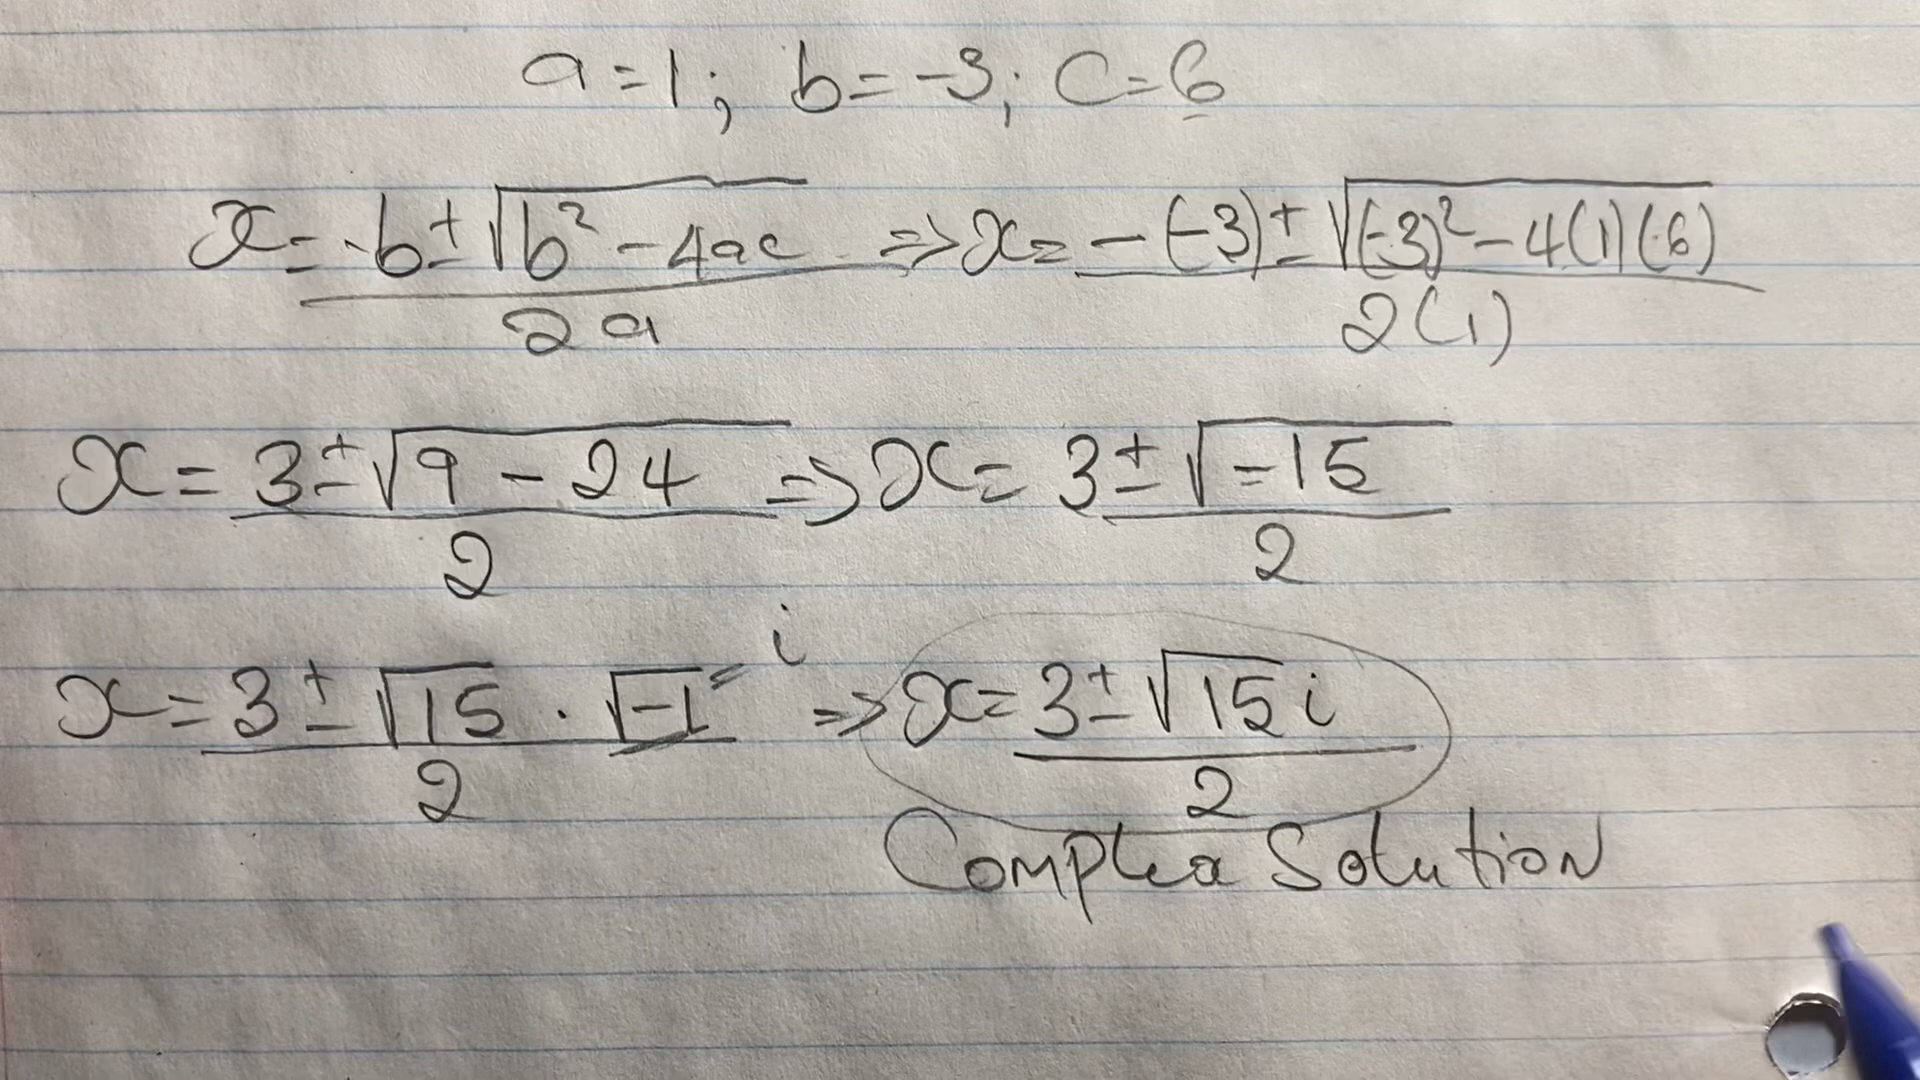 a = 1; b = -3; c = 6
x = -b ± √(b² - 4ac) / 2a ⇒ x = -(-3) ± √((-3)² - 4(1)(6)) / 2(1)
x = 3 ± √(9 - 24) / 2 ⇒ x = 3 ± √(-15) / 2
x = 3 ± √15 · √-1 = i / 2 ⇒ x = 3 ± √15 i / 2
Complex Solution